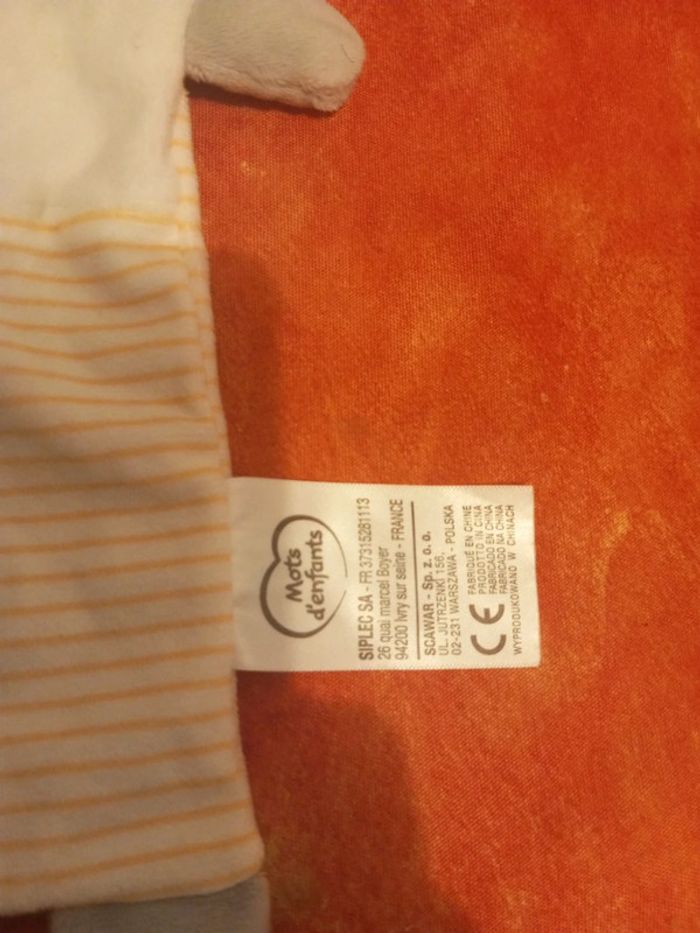 Mots
d'enfants
SIPLEC SA - FR 37315281113
26 quai marcel Boyer
94200 Ivry sur seine - FRANCE
SCAWAR - Sp. z. o. o.
UL. JUTRZENKI 156,
02-231 WARSZAWA - POLSKA
CE
FABRIQUÉ EN CHINE
PRODOTTO IN CINA
FABRICADO EN CHINA
FABRICADO NA CHINA
WYPRODUKOWANO W CHINACH